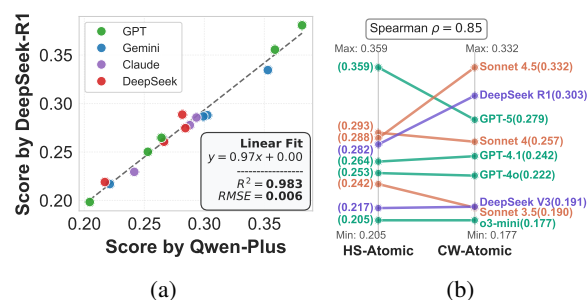 Score by DeepSeek-R1
0.35
0.30
0.25
0.20
GPT
Gemini
Claude
DeepSeek
Linear Fit
y = 0.97x + 0.00
--------------------
R² = 0.983
RMSE = 0.006
0.20
0.25
0.30
0.35
Score by Qwen-Plus
(a)
Spearman ρ = 0.85
Max: 0.359
Max: 0.332
(0.359)
Sonnet 4.5(0.332)
DeepSeek R1(0.303)
GPT-5(0.279)
(0.293)
(0.288)
Sonnet 4(0.257)
(0.282)
GPT-4.1(0.242)
(0.264)
(0.253)
GPT-4o(0.222)
(0.242)
DeepSeek V3(0.191)
(0.217)
Sonnet 3.5(0.190)
(0.205)
o3-mini(0.177)
Min: 0.205
Min: 0.177
HS-Atomic
CW-Atomic
(b)